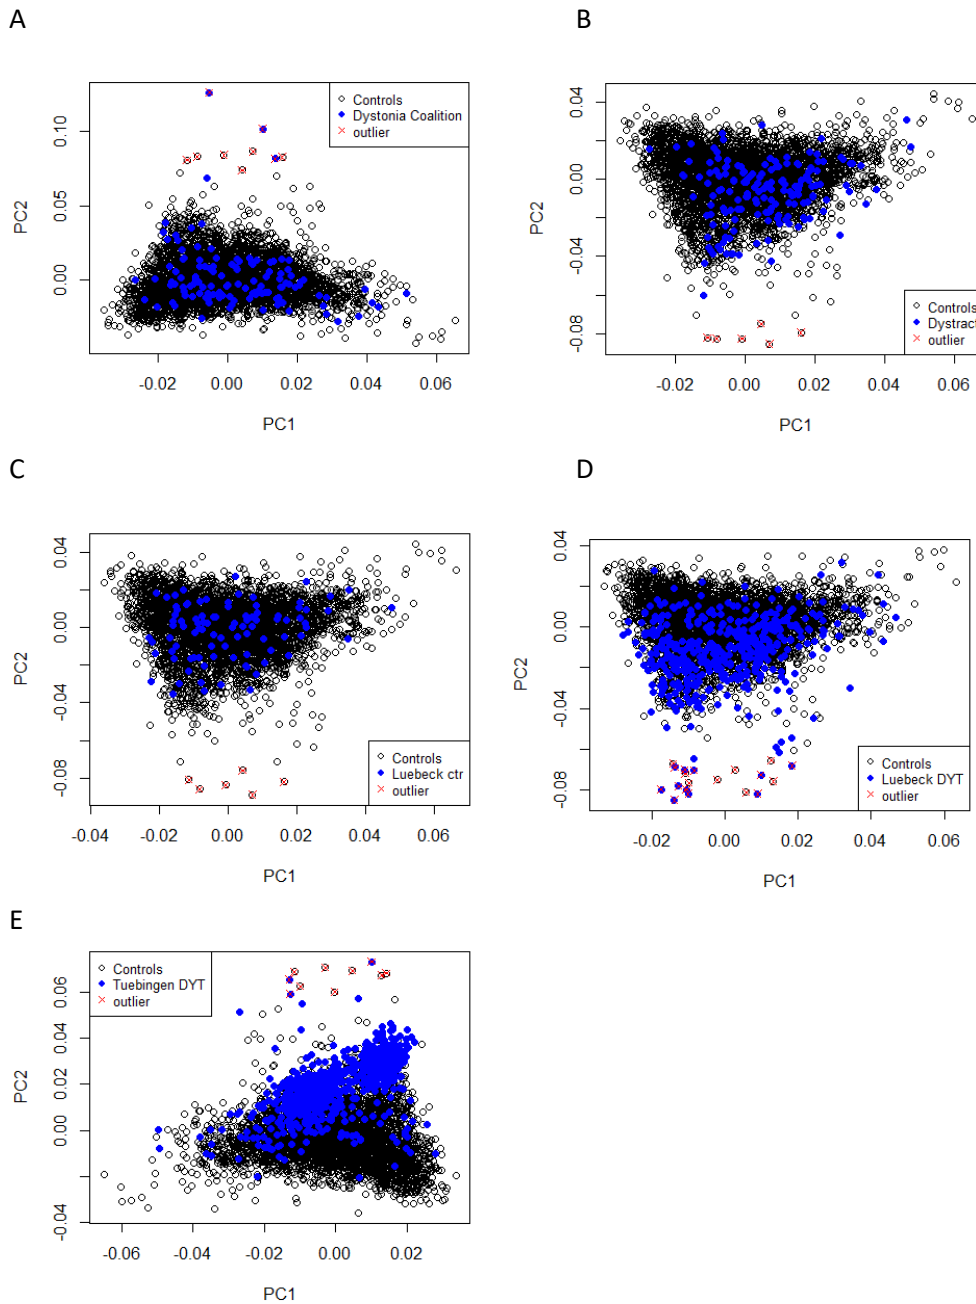 A
B
Controls
Dystonia Coalition
outlier
PC2
0.10
0.05
0.00
-0.02 0.00 0.02 0.04 0.06
PC1
Controls
Dystract
outlier
PC2
0.04
0.00
-0.04
-0.08
-0.02 0.00 0.02 0.04 0.06
PC1
C
D
Controls
Luebeck ctr
outlier
PC2
0.04
0.00
-0.04
-0.08
-0.04 -0.02 0.00 0.02 0.04 0.06
PC1
Controls
Luebeck DYT
outlier
PC2
0.04
0.00
-0.04
-0.08
-0.02 0.00 0.02 0.04 0.06
PC1
E
Controls
Tuebingen DYT
outlier
PC2
0.06
0.04
0.02
0.00
-0.04
-0.06 -0.04 -0.02 0.00 0.02
PC1